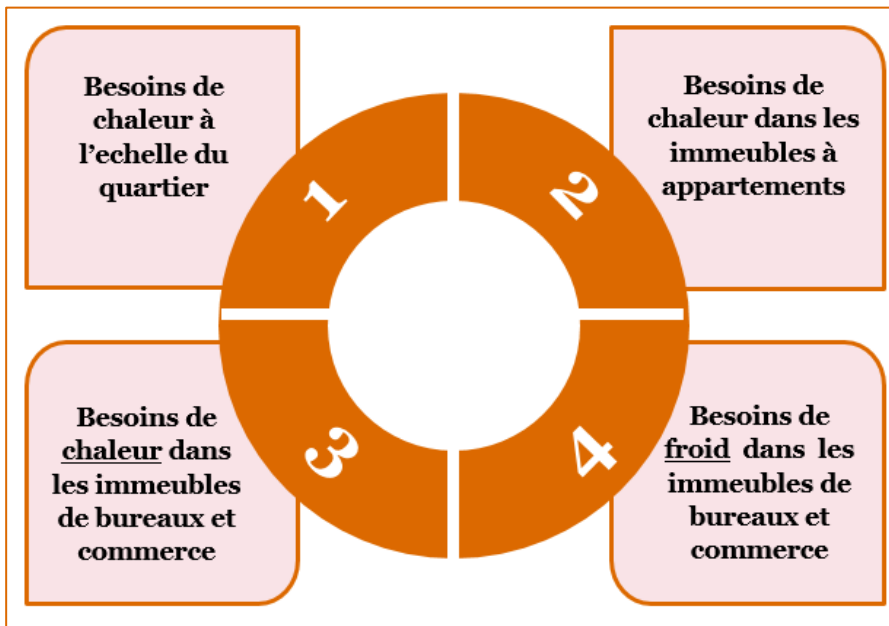 Besoins de
chaleur à
l’echelle du
quartier
1
Besoins de
chaleur dans les
immeubles à
appartements
2
Besoins de
chaleur dans
les immeubles
de bureaux et
commerce
3
Besoins de
froid dans les
immeubles de
bureaux et
commerce
4